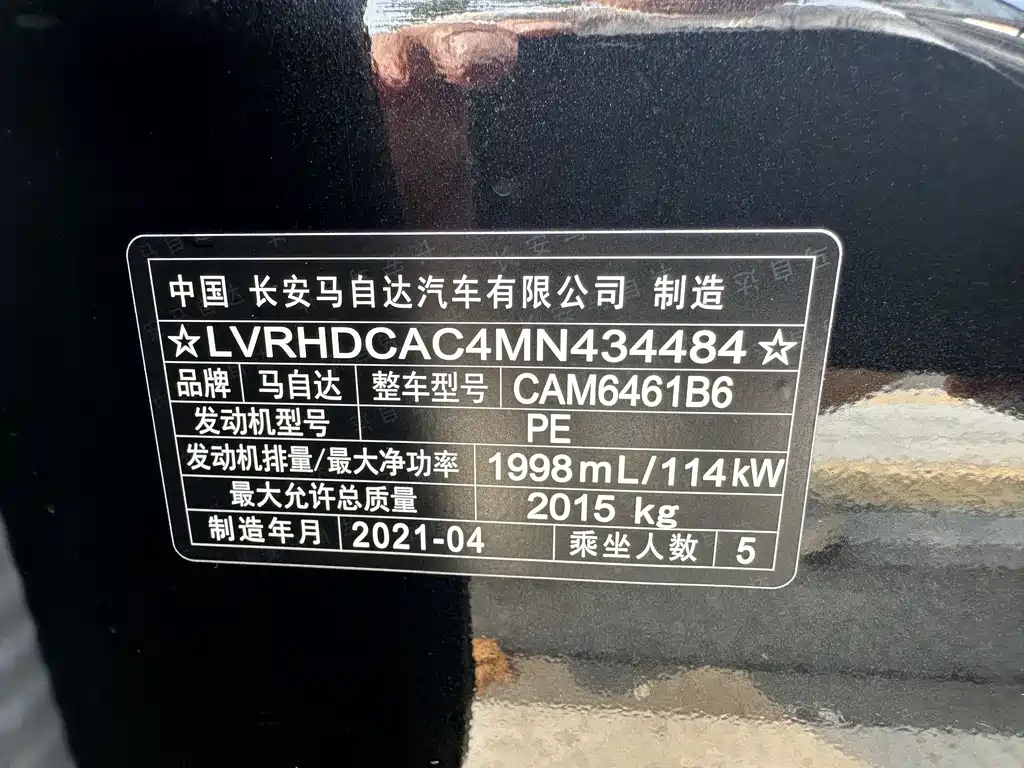 中国 长安马自达汽车有限公司 制造
☆LVRHDCAC4MN434484☆
品牌 马自达 整车型号 CAM6461B6
发动机型号 PE
发动机排量/最大净功率 1998mL/114kW
最大允许总质量 2015 kg
制造年月 2021-04 乘坐人数 5